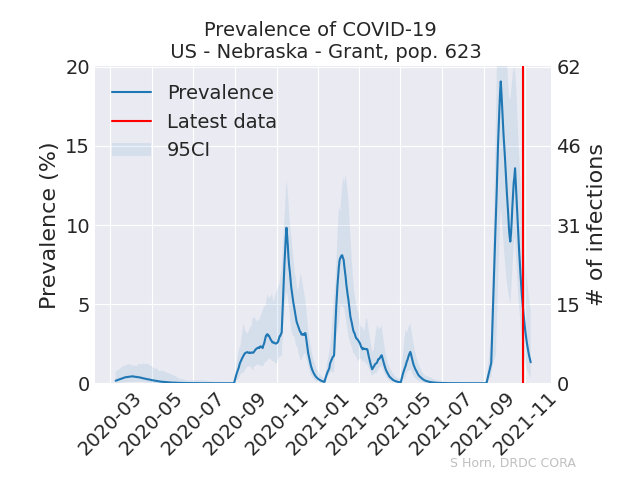 Prevalence of COVID-19
US - Nebraska - Grant, pop. 623
Prevalence (%)
20
15
10
5
0
Prevalence
Latest data
95CI
62
46
31
15
0
# of infections
2020-03
2020-05
2020-07
2020-09
2020-11
2021-01
2021-03
2021-05
2021-07
2021-09
2021-11
S Horn, DRDC CORA